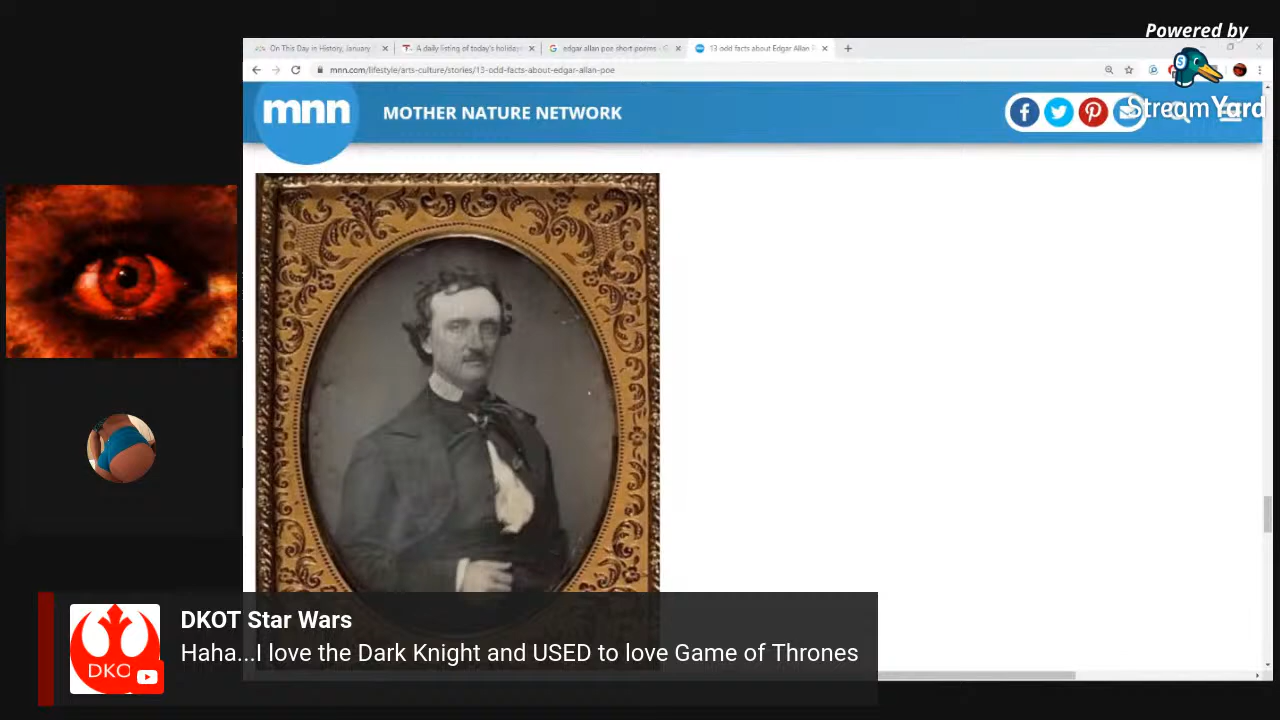 Powered by
StreamYard
On This Day in History, January
A daily listing of today's holiday
edgar allan poe short poems - G
13 odd facts about Edgar Allan P
mnn.com/lifestyle/arts-culture/stories/13-odd-facts-about-edgar-allan-poe
mnn
MOTHER NATURE NETWORK
DKOT Star Wars
Haha...I love the Dark Knight and USED to love Game of Thrones
DKO